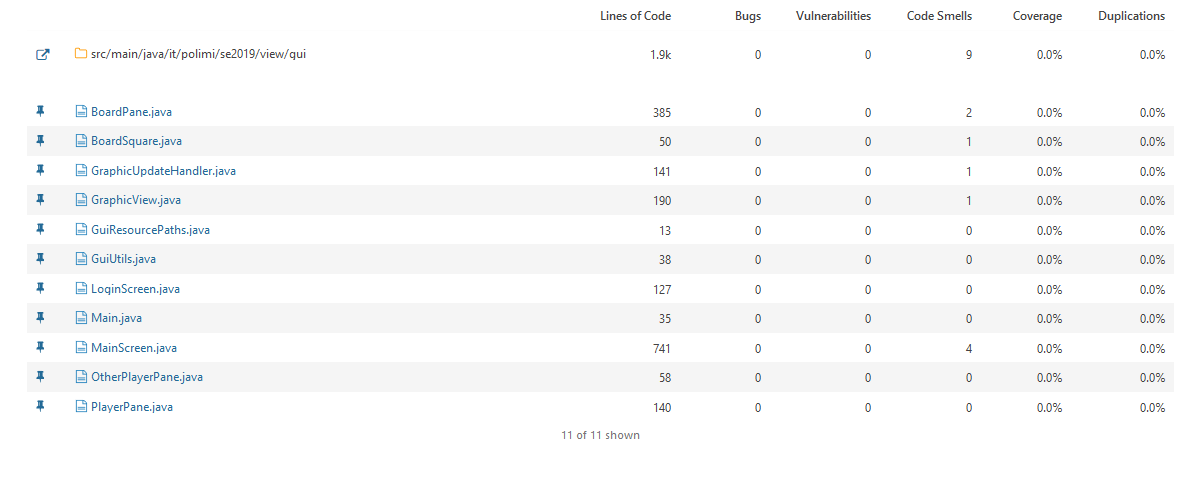 Lines of Code Bugs Vulnerabilities Code Smells Coverage Duplications
src/main/java/it/polimi/se2019/view/gui 1.9k 0 0 9 0.0% 0.0%
BoardPane.java 385 0 0 2 0.0% 0.0%
BoardSquare.java 50 0 0 1 0.0% 0.0%
GraphicUpdateHandler.java 141 0 0 1 0.0% 0.0%
GraphicView.java 190 0 0 1 0.0% 0.0%
GuiResourcePaths.java 13 0 0 0 0.0% 0.0%
GuiUtils.java 38 0 0 0 0.0% 0.0%
LoginScreen.java 127 0 0 0 0.0% 0.0%
Main.java 35 0 0 0 0.0% 0.0%
MainScreen.java 741 0 0 4 0.0% 0.0%
OtherPlayerPane.java 58 0 0 0 0.0% 0.0%
PlayerPane.java 140 0 0 0 0.0% 0.0%
11 of 11 shown